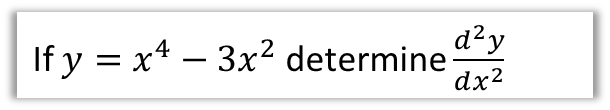 If y = x⁴ − 3x² determine d²y/dx²